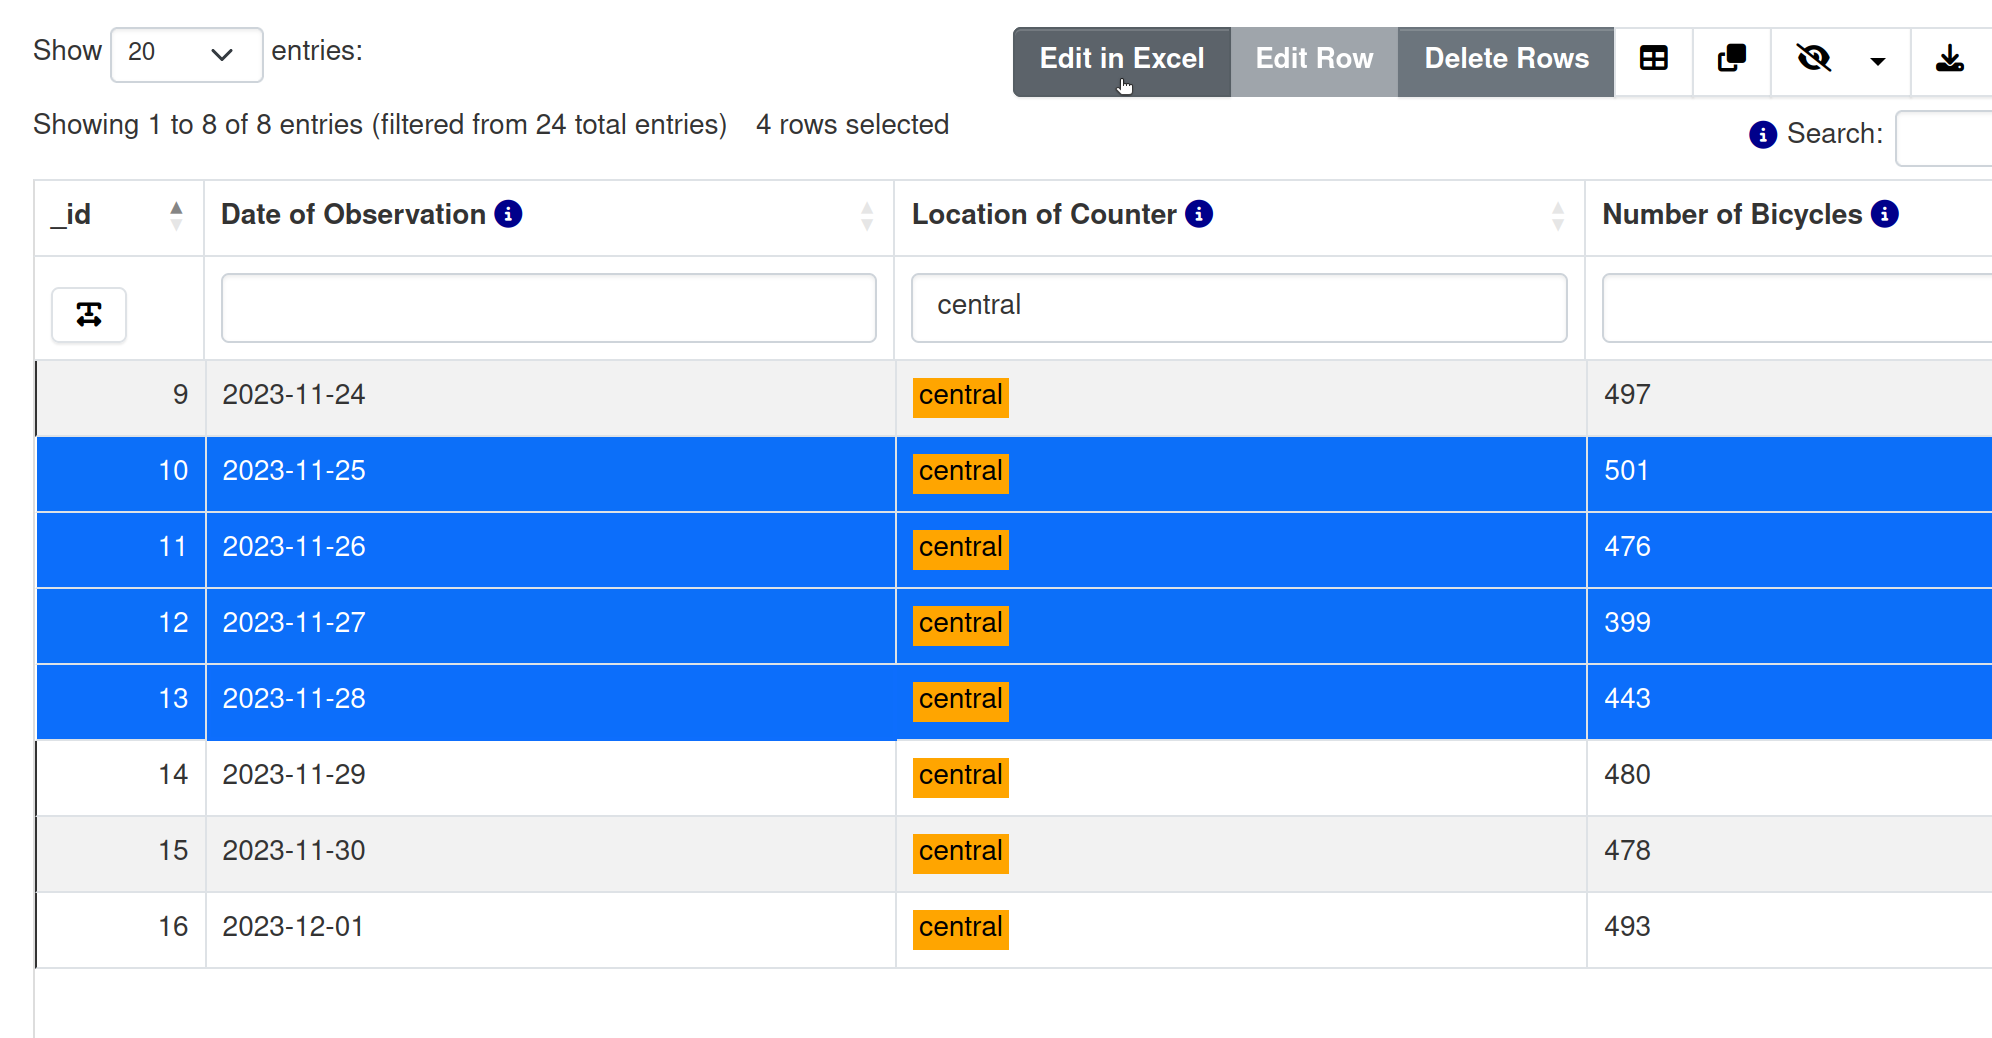 Show 20 entries: Edit in Excel Edit Row Delete Rows
Showing 1 to 8 of 8 entries (filtered from 24 total entries) 4 rows selected Search:
_id Date of Observation Location of Counter Number of Bicycles
central
9 2023-11-24 central 497
10 2023-11-25 central 501
11 2023-11-26 central 476
12 2023-11-27 central 399
13 2023-11-28 central 443
14 2023-11-29 central 480
15 2023-11-30 central 478
16 2023-12-01 central 493